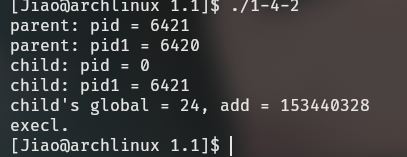 [Jiao@archlinux 1.1]$ ./1-4-2
parent: pid = 6421
parent: pid1 = 6420
child: pid = 0
child: pid1 = 6421
child's global = 24, add = 153440328
execl.
[Jiao@archlinux 1.1]$